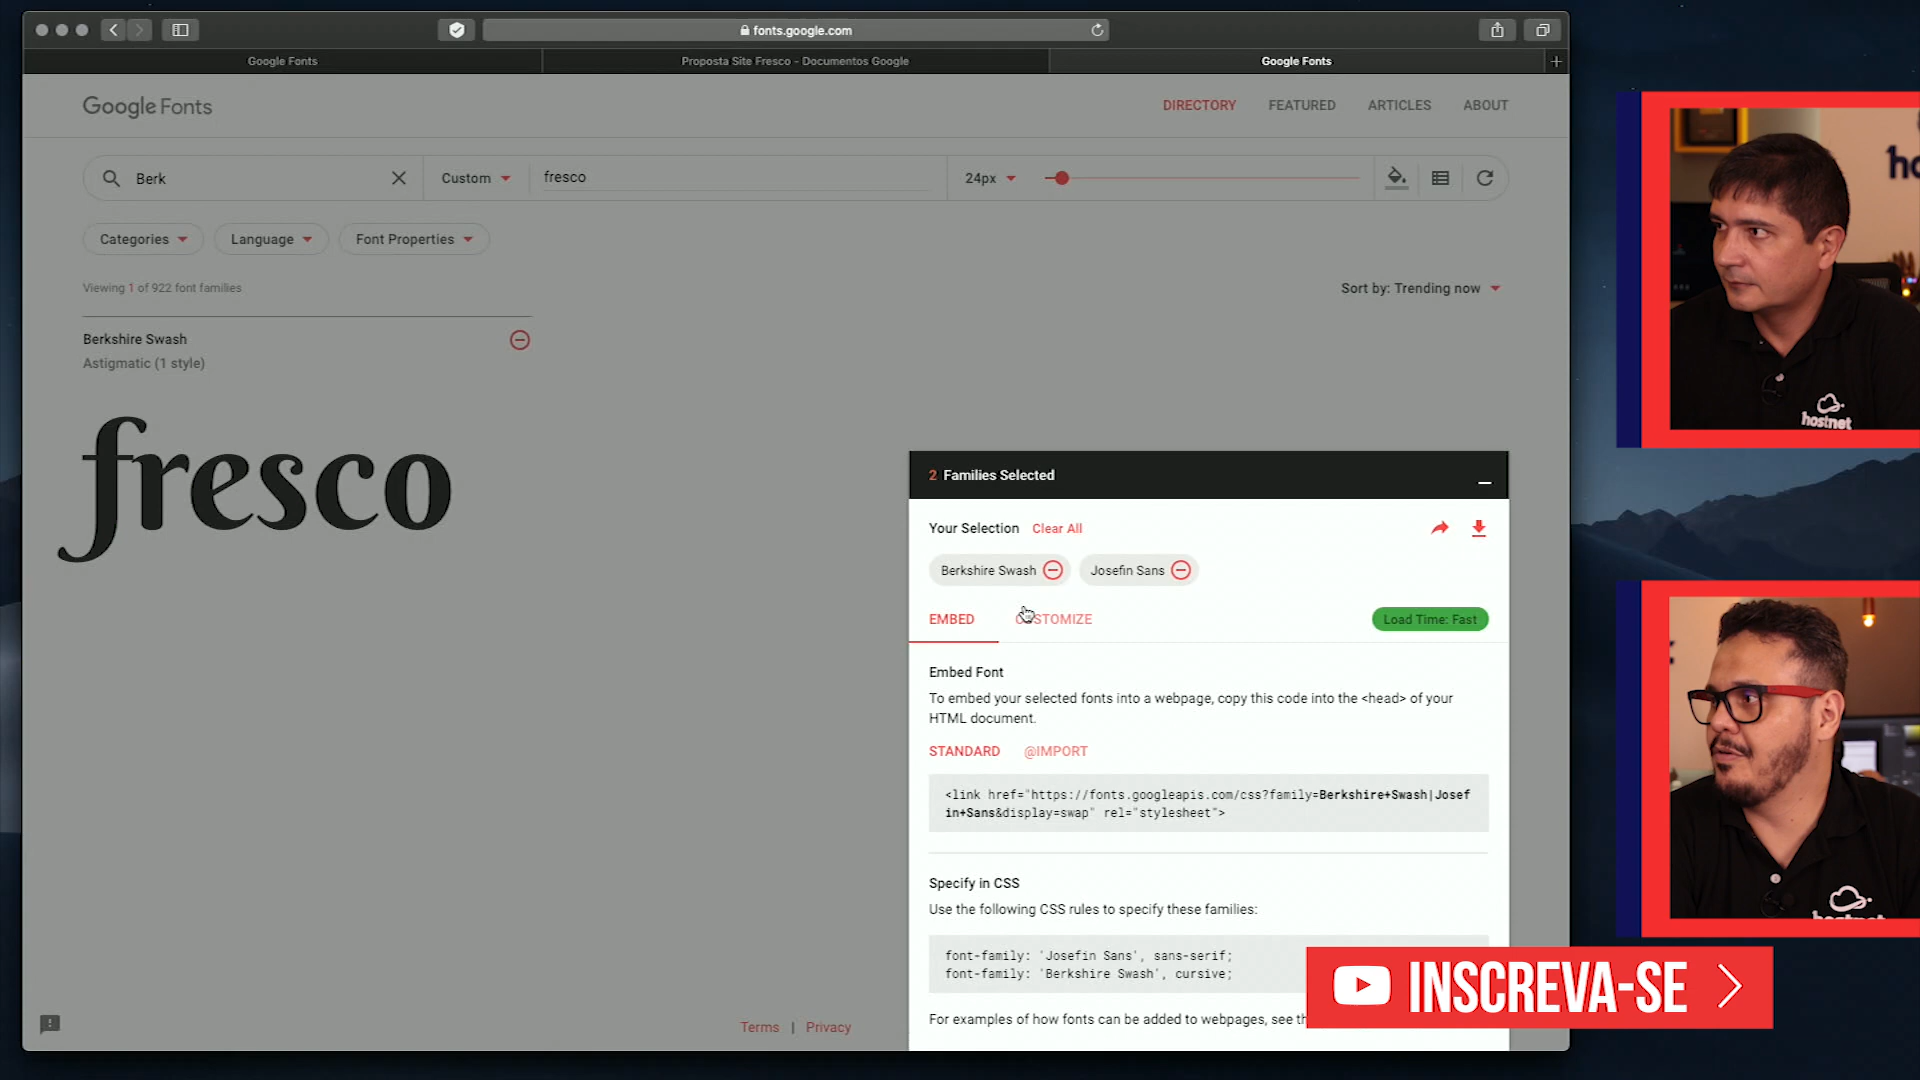 fonts.google.com
Google Fonts
Proposta Site Fresco - Documentos Google
Google Fonts
Google Fonts
DIRECTORY
FEATURED
ARTICLES
ABOUT
Berk
Custom
fresco
24px
Categories
Language
Font Properties
Viewing 1 of 922 font families
Sort by: Trending now
Berkshire Swash
Astigmatic (1 style)
fresco
2 Families Selected
Your Selection
Clear All
Berkshire Swash
Josefin Sans
EMBED
CUSTOMIZE
Load Time: Fast
Embed Font
To embed your selected fonts into a webpage, copy this code into the <head> of your
HTML document.
STANDARD
@IMPORT
<link href="https://fonts.googleapis.com/css?family=Berkshire+Swash|Josef
in+Sans&display=swap" rel="stylesheet">
Specify in CSS
Use the following CSS rules to specify these families:
font-family: 'Josefin Sans', sans-serif;
font-family: 'Berkshire Swash', cursive;
For examples of how fonts can be added to webpages, see
Terms | Privacy
hostnet
hostnet
INSCREVA-SE